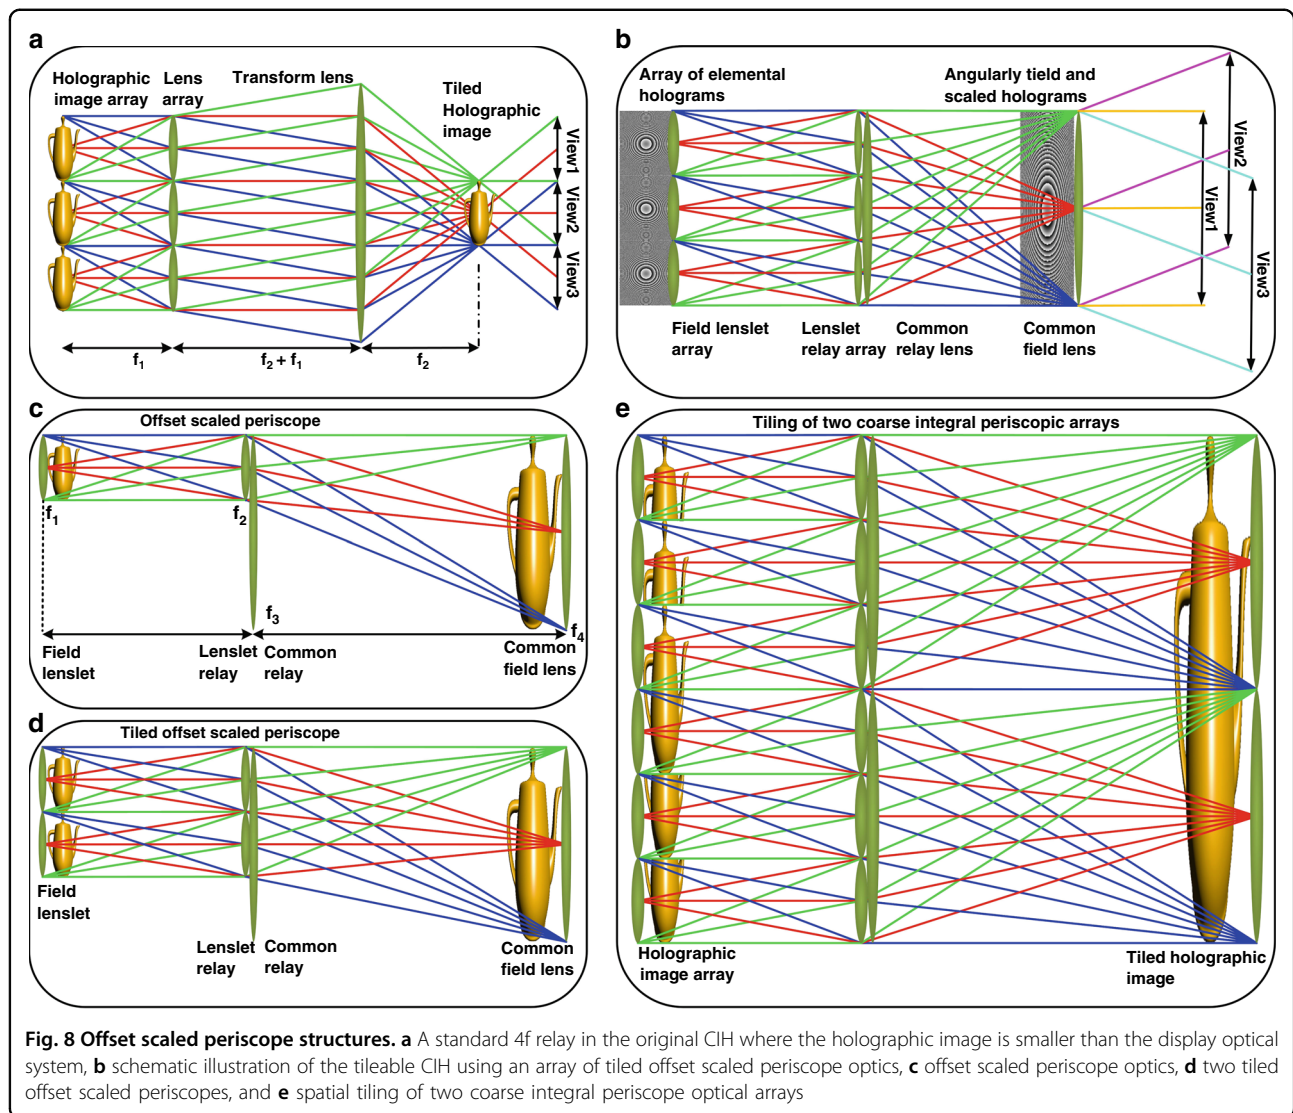 a
Holographic
image array
Lens
array
Transform lens
Tiled
Holographic
image
View1
View2
View3
f1
f2 + f1
f2
b
Array of elemental
holograms
Angularly tield and
scaled holograms
View2
View1
View3
Field lenslet
array
Lenslet
relay array
Common
relay lens
Common
field lens
c
Offset scaled periscope
f1
f2
f3
f4
Field
lenslet
Lenslet
relay
Common
relay
Common
field lens
d
Tiled offset scaled periscope
Field
lenslet
Lenslet
relay
Common
relay
Common
field lens
e
Tiling of two coarse integral periscopic arrays
Holographic
image array
Tiled holographic
image
Fig. 8 Offset scaled periscope structures. a A standard 4f relay in the original CIH where the holographic image is smaller than the display optical
system, b schematic illustration of the tileable CIH using an array of tiled offset scaled periscope optics, c offset scaled periscope optics, d two tiled
offset scaled periscopes, and e spatial tiling of two coarse integral periscope optical arrays